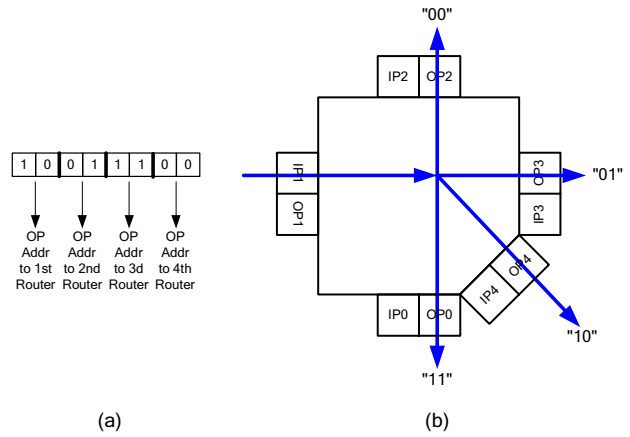 1 0 0 1 1 1 0 0
OP Addr to 1st Router
OP Addr to 2nd Router
OP Addr to 3d Router
OP Addr to 4th Router
(a)
"00"
IP2 OP2
IP1
OP1
OP3
"01"
IP3
OP4
IP4
"10"
IP0 OP0
"11"
(b)